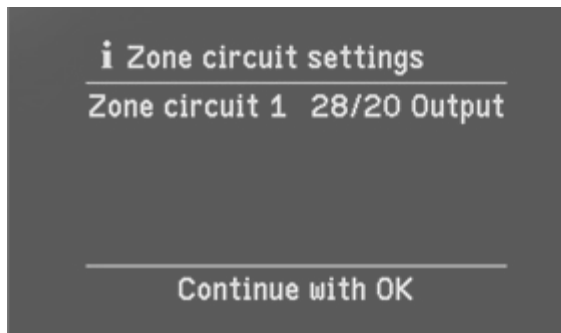 i Zone circuit settings
Zone circuit 1 28/20 Output
Continue with OK